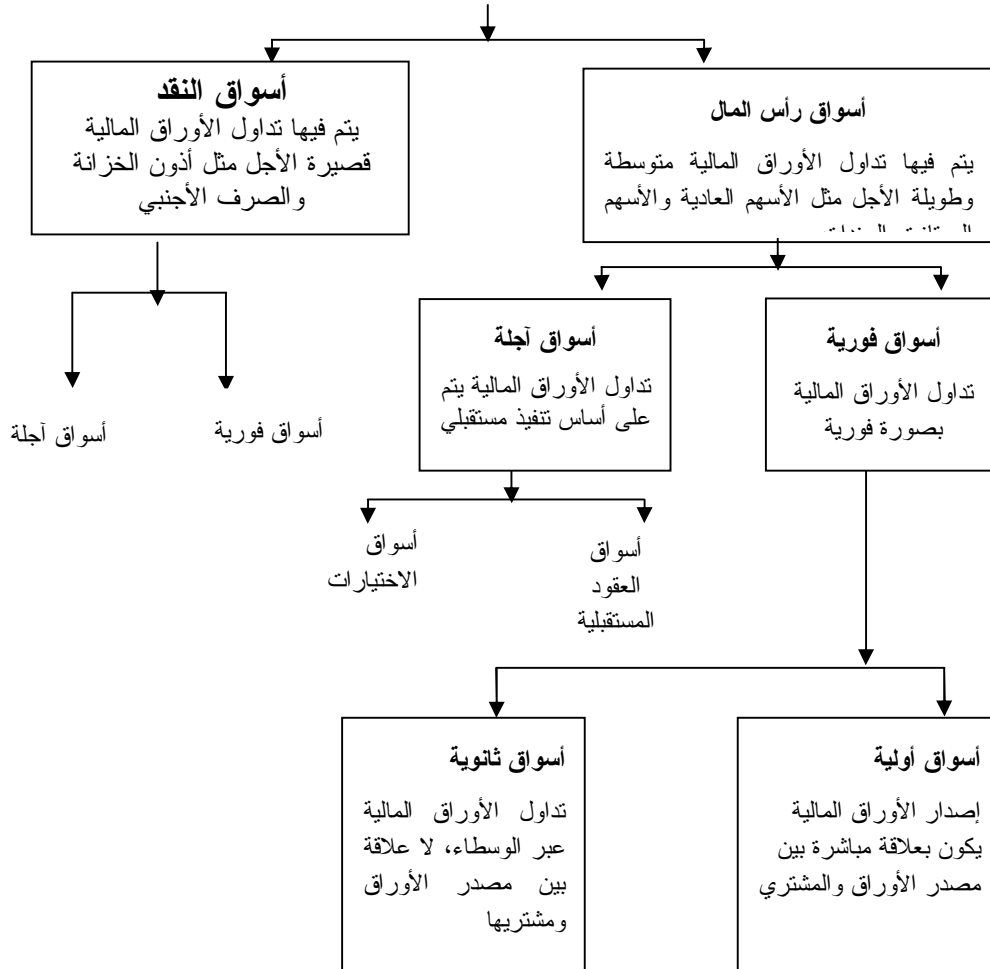 أسواق رأس المال
يتم فيها تداول الأوراق المالية متوسطة
وطويلة الأجل مثل الأسهم العادية والأسهم
أسواق النقد
يتم فيها تداول الأوراق المالية
قصيرة الأجل مثل أذون الخزانة
والصرف الأجنبي
أسواق فورية
تداول الأوراق المالية
بصورة فورية
أسواق آجلة
تداول الأوراق المالية يتم
على أساس تنفيذ مستقبلي
أسواق فورية
أسواق آجلة
أسواق
العقود
المستقبلية
أسواق
الاختيارات
أسواق أولية
إصدار الأوراق المالية
يكون بعلاقة مباشرة بين
مصدر الأوراق والمشتري
أسواق ثانوية
تداول الأوراق المالية
عبر الوسطاء، لا علاقة
بين مصدر الأوراق
ومشتريها